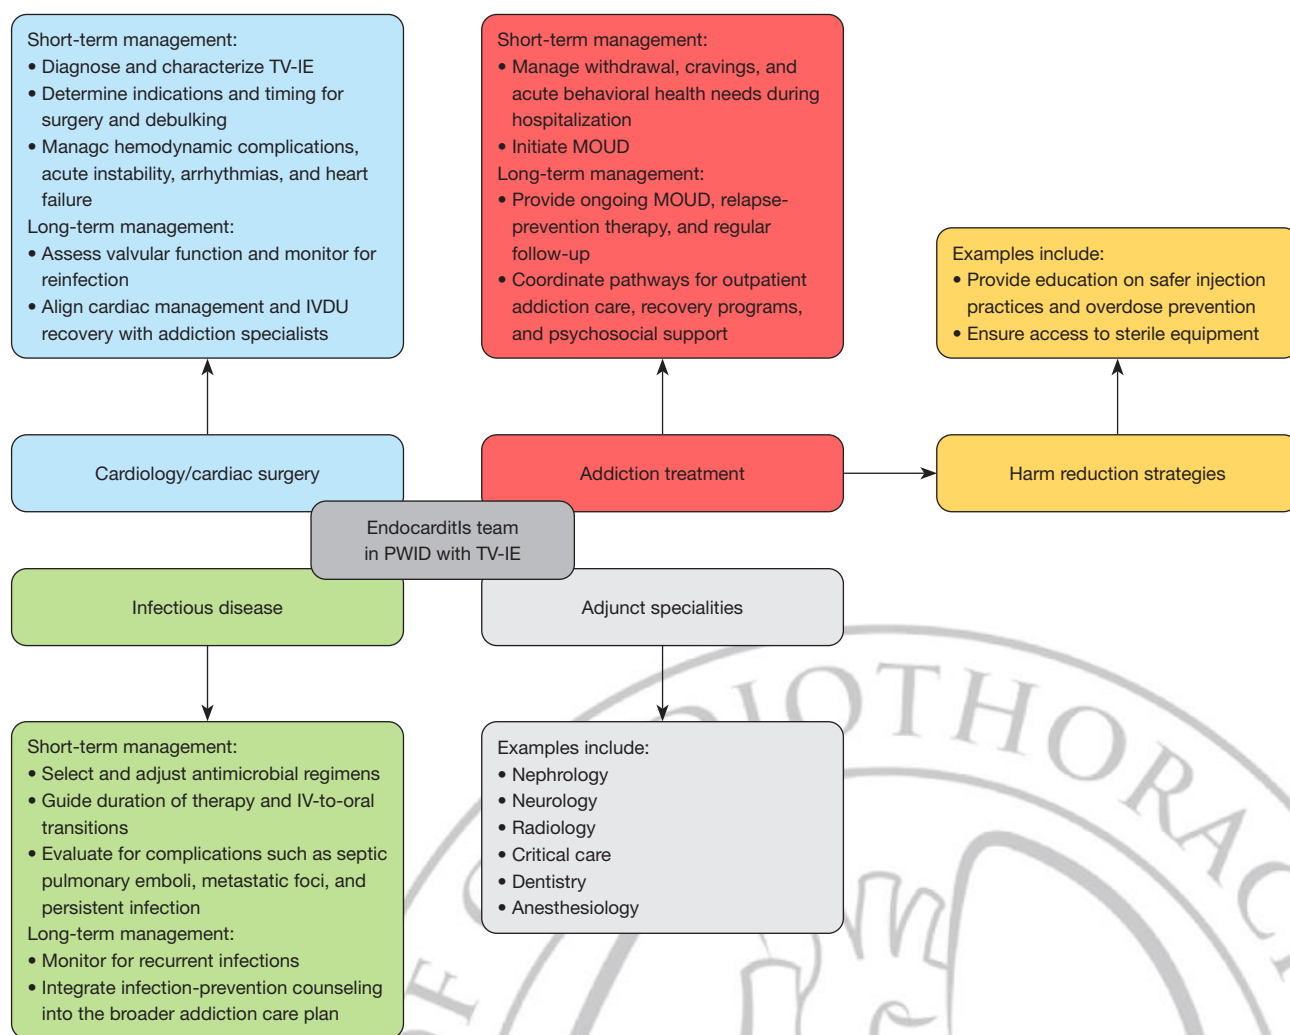 Short-term management:
• Diagnose and characterize TV-IE
• Determine indications and timing for
surgery and debulking
• Managc hemodynamic complications,
acute instability, arrhythmias, and heart
failure
Long-term management:
• Assess valvular function and monitor for
reinfection
• Align cardiac management and IVDU
recovery with addiction specialists
Short-term management:
• Manage withdrawal, cravings, and
acute behavioral health needs during
hospitalization
• Initiate MOUD
Long-term management:
• Provide ongoing MOUD, relapse-
prevention therapy, and regular
follow-up
• Coordinate pathways for outpatient
addiction care, recovery programs,
and psychosocial support
Examples include:
• Provide education on safer injection
practices and overdose prevention
• Ensure access to sterile equipment
Cardiology/cardiac surgery
Addiction treatment
Harm reduction strategies
EndocarditIs team
in PWID with TV-IE
Infectious disease
Adjunct specialities
Short-term management:
• Select and adjust antimicrobial regimens
• Guide duration of therapy and IV-to-oral
transitions
• Evaluate for complications such as septic
pulmonary emboli, metastatic foci, and
persistent infection
Long-term management:
• Monitor for recurrent infections
• Integrate infection-prevention counseling
into the broader addiction care plan
Examples include:
• Nephrology
• Neurology
• Radiology
• Critical care
• Dentistry
• Anesthesiology